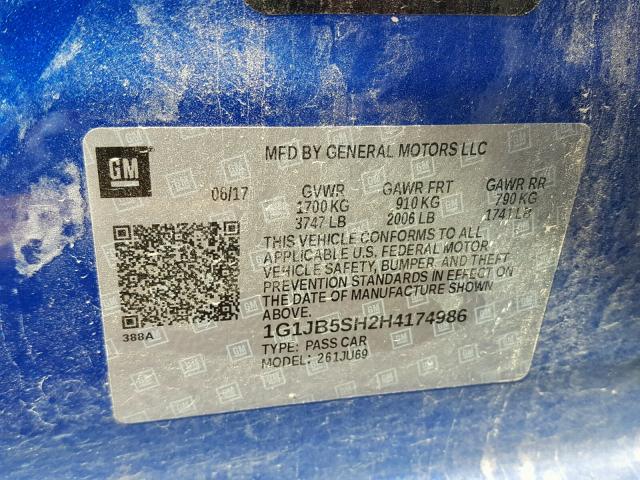 GM
MFD BY GENERAL MOTORS LLC
06/17 GVWR GAWR FRT GAWR RR
1700 KG 910 KG 790 KG
3747 LB 2006 LB 1741 LB
THIS VEHICLE CONFORMS TO ALL
APPLICABLE U.S. FEDERAL MOTOR
VEHICLE SAFETY, BUMPER, AND THEFT
PREVENTION STANDARDS IN EFFECT ON
THE DATE OF MANUFACTURE SHOWN
ABOVE.
388A
1G1JB5SH2H4174986
TYPE: PASS CAR
MODEL: 261JU69